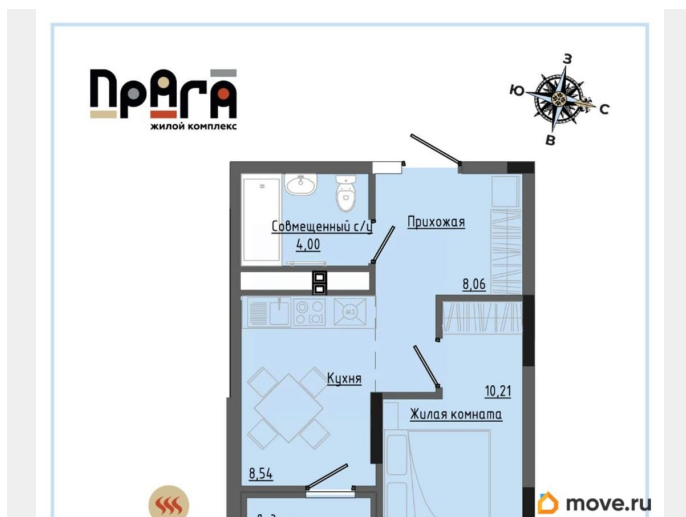 ПРАГА
жилой комплекс
З
Ю
С
В
Совмещенный с/у
4,00
Прихожая
8,06
Кухня
8,54
10,21
Жилая комната
move.ru